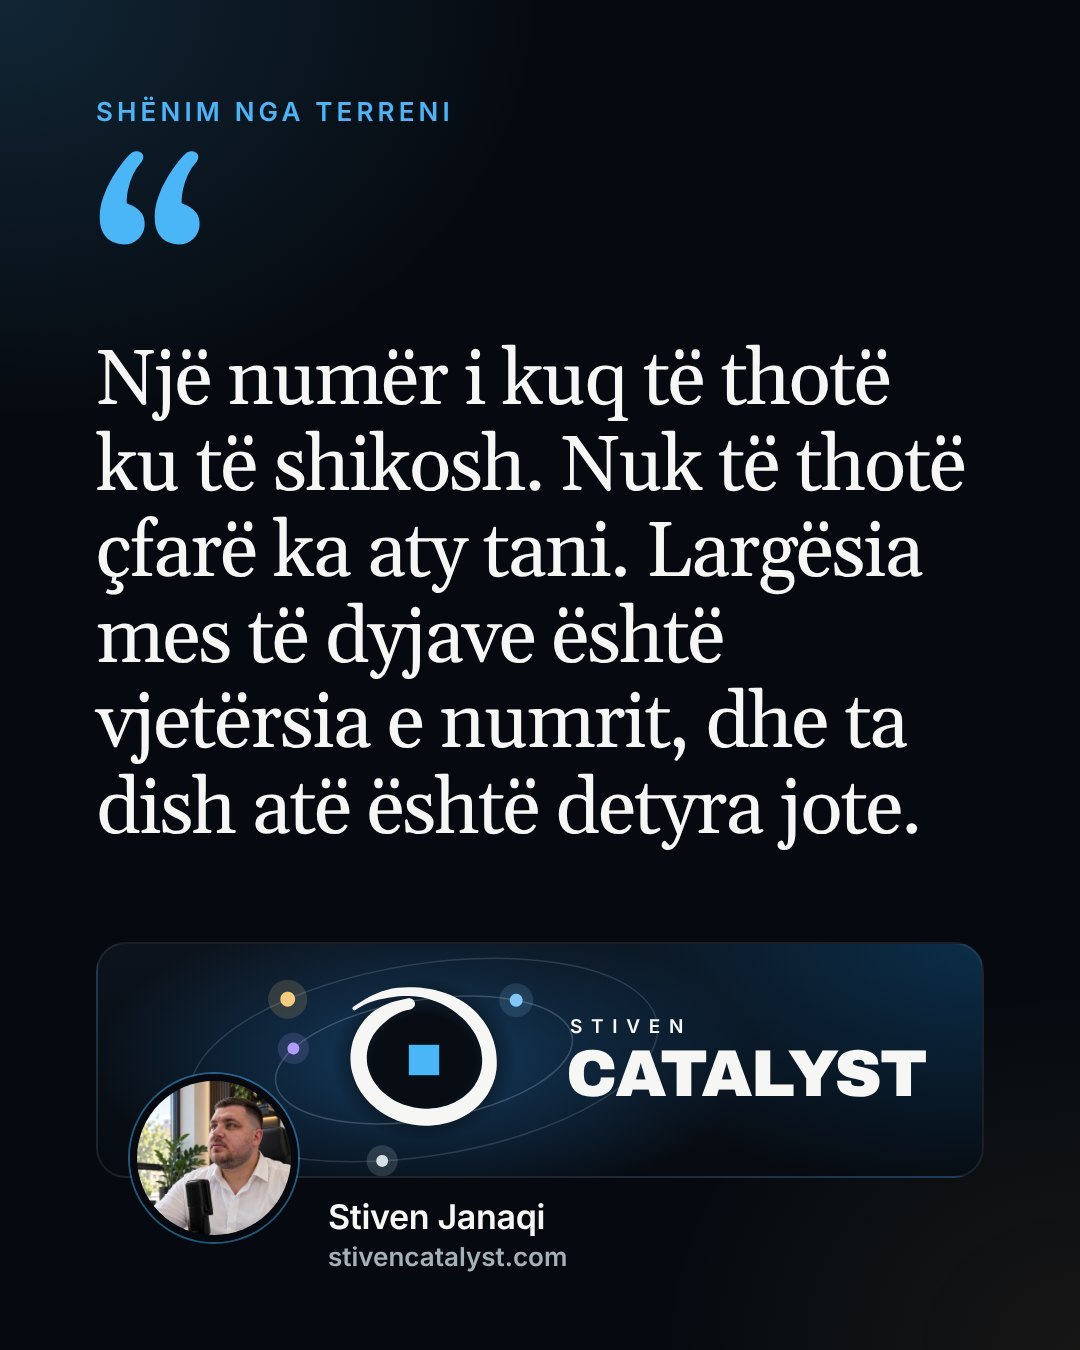 SHËNIM NGA TERRENI
“
Një numër i kuq të thotë
ku të shikosh. Nuk të thotë
çfarë ka aty tani. Largësia
mes të dyjave është
vjetërsia e numrit, dhe ta
dish atë është detyra jote.
STIVEN
CATALYST
Stiven Janaqi
stivencatalyst.com